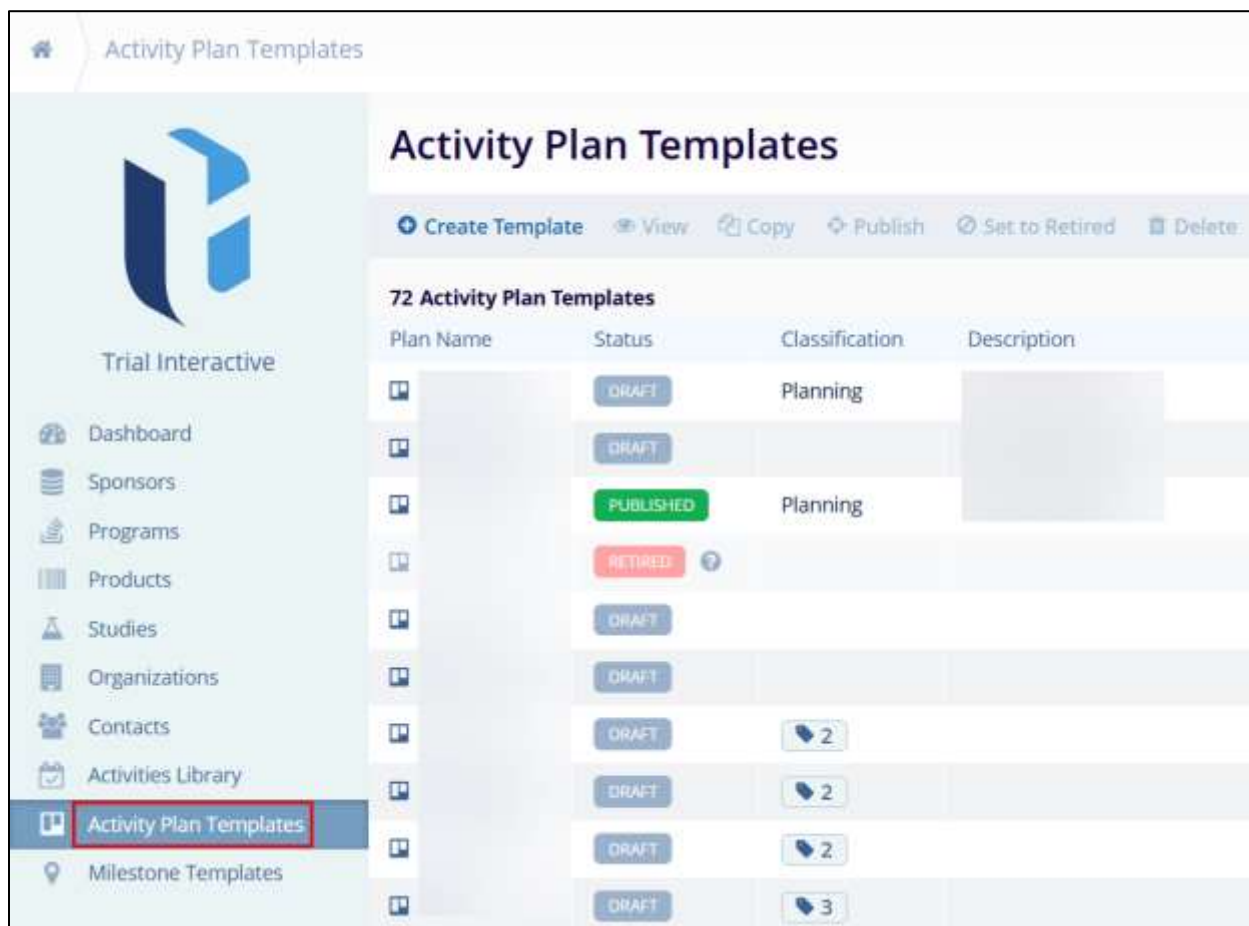 Activity Plan Templates
Trial Interactive
Dashboard
Sponsors
Programs
Products
Studies
Organizations
Contacts
Activities Library
Activity Plan Templates
Milestone Templates
Activity Plan Templates
Create Template View Copy Publish Set to Retired Delete
72 Activity Plan Templates
Plan Name Status Classification Description
DRAFT Planning
DRAFT
PUBLISHED Planning
RETIRED
DRAFT
DRAFT
DRAFT 2
DRAFT 2
DRAFT 2
DRAFT 3